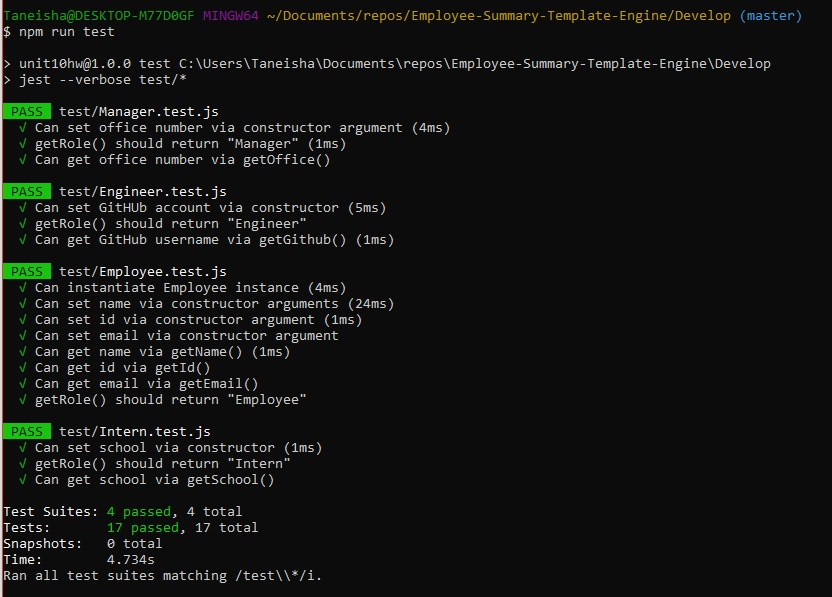 Taneisha@DESKTOP-M77D0GF MINGW64 ~/Documents/repos/Employee-Summary-Template-Engine/Develop (master)
$ npm run test
> unit10hw@1.0.0 test C:\Users\Taneisha\Documents\repos\Employee-Summary-Template-Engine\Develop
> jest --verbose test/*
PASS test/Manager.test.js
√ Can set office number via constructor argument (4ms)
√ getRole() should return "Manager" (1ms)
√ Can get office number via getOffice()
PASS test/Engineer.test.js
√ Can set GitHUb account via constructor (5ms)
√ getRole() should return "Engineer"
√ Can get GitHub username via getGithub() (1ms)
PASS test/Employee.test.js
√ Can instantiate Employee instance (4ms)
√ Can set name via constructor arguments (24ms)
√ Can set id via constructor argument (1ms)
√ Can set email via constructor argument
√ Can get name via getName() (1ms)
√ Can get id via getId()
√ Can get email via getEmail()
√ getRole() should return "Employee"
PASS test/Intern.test.js
√ Can set school via constructor (1ms)
√ getRole() should return "Intern"
√ Can get school via getSchool()
Test Suites: 4 passed, 4 total
Tests: 17 passed, 17 total
Snapshots: 0 total
Time: 4.734s
Ran all test suites matching /test\\*/i.